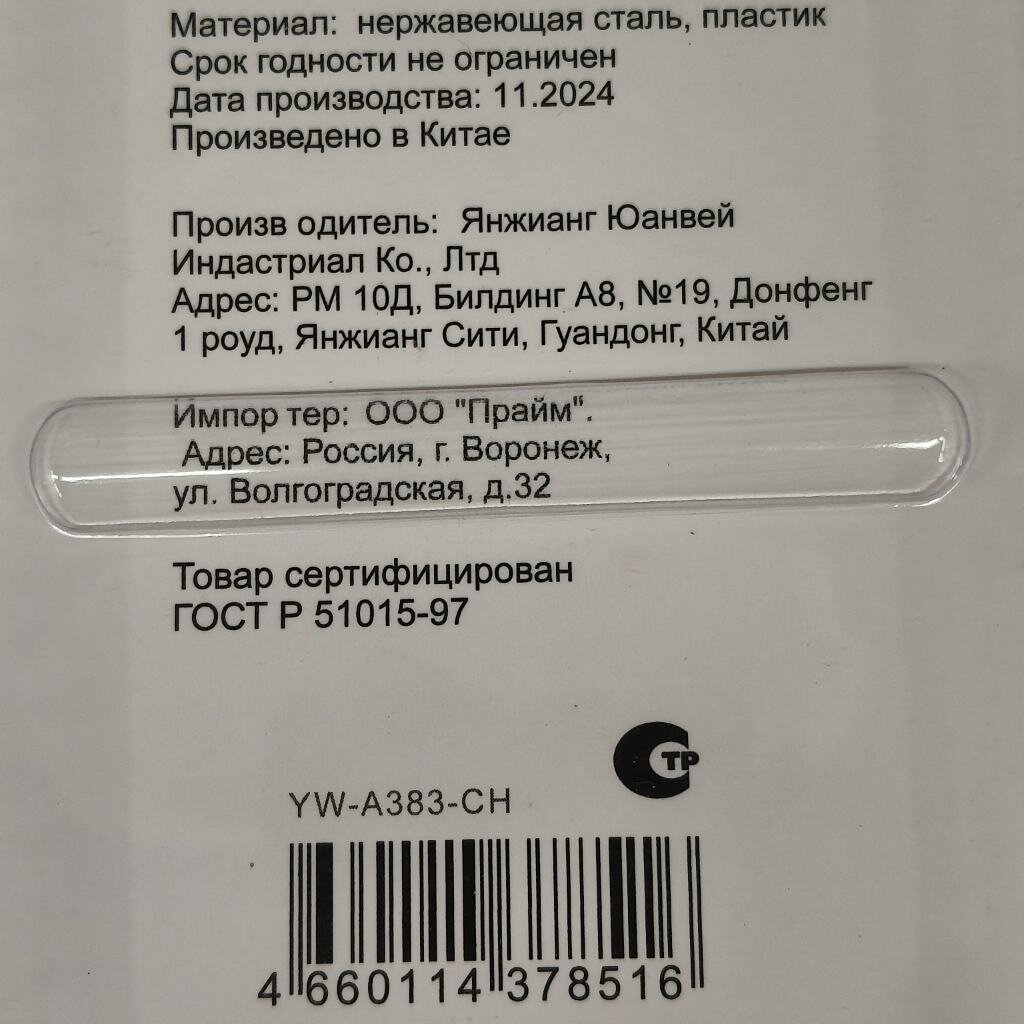 Материал: нержавеющая сталь, пластик
Срок годности не ограничен
Дата производства: 11.2024
Произведено в Китае
Произв одитель: Янжианг Юанвей
Индастриал Ко., Лтд
Адрес: РМ 10Д, Билдинг А8, №19, Донфенг
1 роуд, Янжианг Сити, Гуандонг, Китай
Импор тер: ООО "Прайм".
Адрес: Россия, г. Воронеж,
ул. Волгоградская, д.32
Товар сертифицирован
ГОСТ Р 51015-97
СТР
YW-A383-CH
4 660114 378516